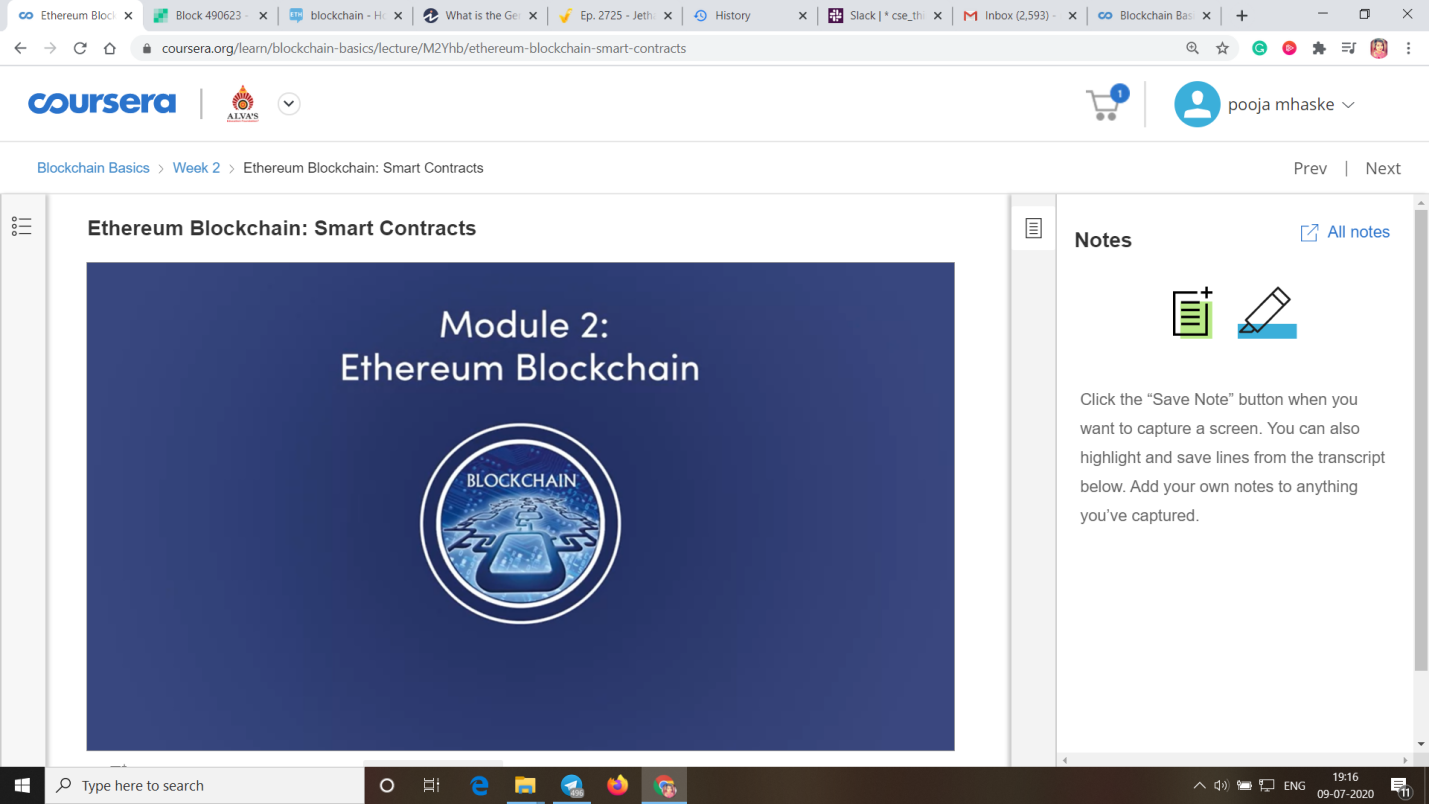 Ethereum Block
Block 490623 -
blockchain - Ho
What is the Gen
Ep. 2725 - Jeth
History
Slack | * cse_thi
Inbox (2,593) -
Blockchain Basi
coursera.org/learn/blockchain-basics/lecture/M2Yhb/ethereum-blockchain-smart-contracts
coursera
ALVA'S
1
pooja mhaske
Blockchain Basics > Week 2 > Ethereum Blockchain: Smart Contracts
Prev | Next
Ethereum Blockchain: Smart Contracts
Module 2:
Ethereum Blockchain
BLOCKCHAIN
Notes
All notes
Click the “Save Note” button when you
want to capture a screen. You can also
highlight and save lines from the transcript
below. Add your own notes to anything
you’ve captured.
Type here to search
496
ENG
19:16
09-07-2020
11